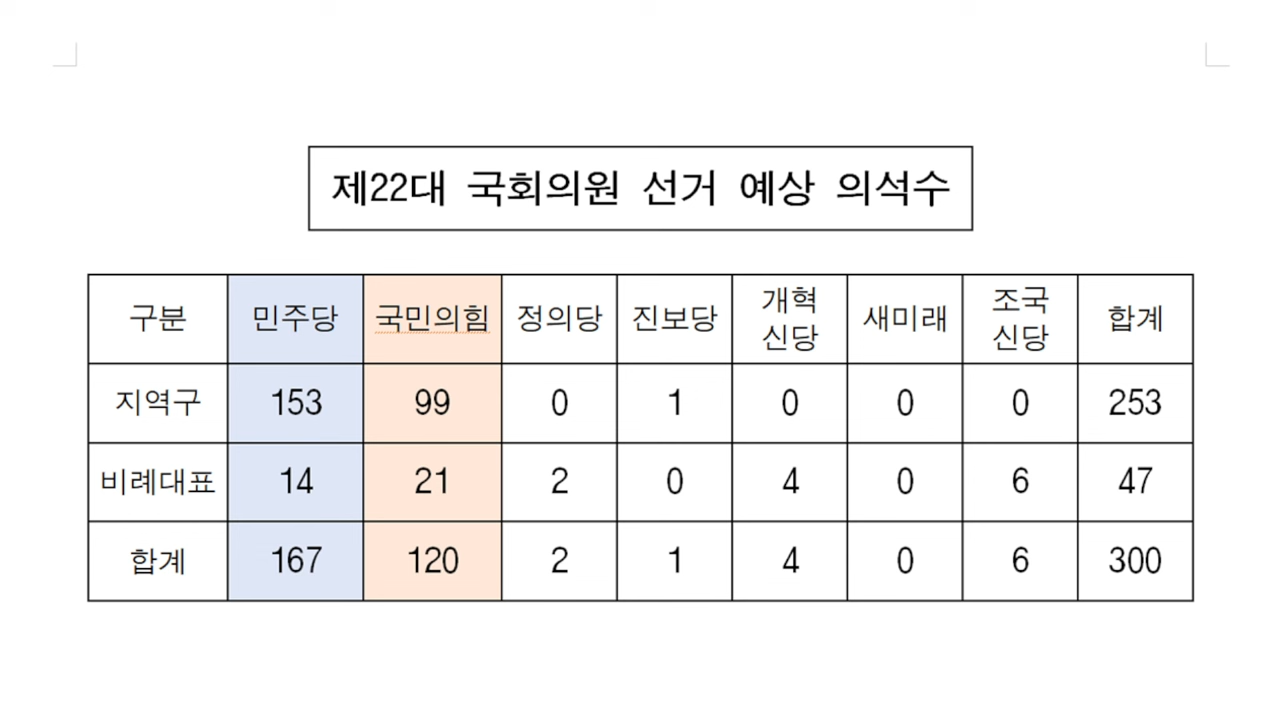 제22대 국회의원 선거 예상 의석수
구분 민주당 국민의힘 정의당 진보당 개혁신당 새미래 조국신당 합계
지역구 153 99 0 1 0 0 0 253
비례대표 14 21 2 0 4 0 6 47
합계 167 120 2 1 4 0 6 300